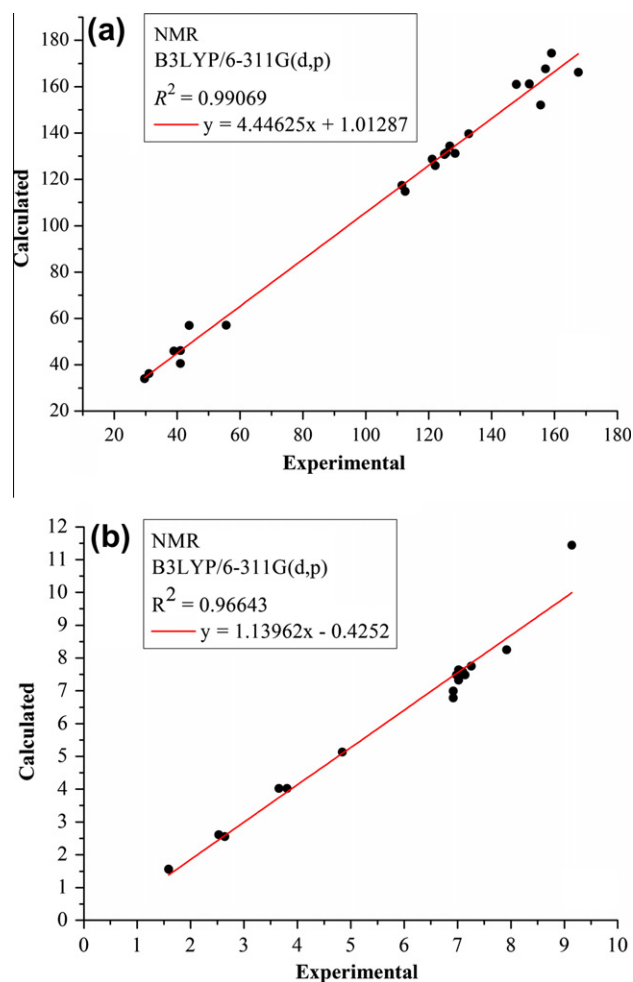 (a)
NMR
B3LYP/6-311G(d,p)
R² = 0.99069
y = 4.44625x + 1.01287
Calculated
180
160
140
120
100
80
60
40
20
20 40 60 80 100 120 140 160 180
Experimental
(b)
NMR
B3LYP/6-311G(d,p)
R² = 0.96643
y = 1.13962x - 0.4252
Calculated
12
11
10
9
8
7
6
5
4
3
2
1
0
0 1 2 3 4 5 6 7 8 9 10
Experimental